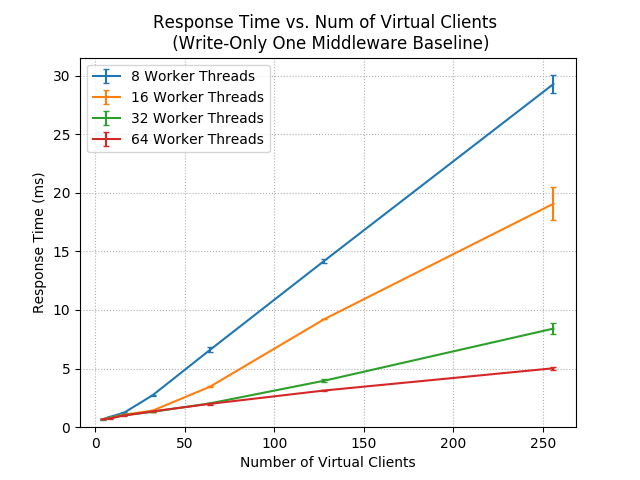 Response Time vs. Num of Virtual Clients
(Write-Only One Middleware Baseline)
8 Worker Threads
16 Worker Threads
32 Worker Threads
64 Worker Threads
Response Time (ms)
30
25
20
15
10
5
0
0 50 100 150 200 250
Number of Virtual Clients